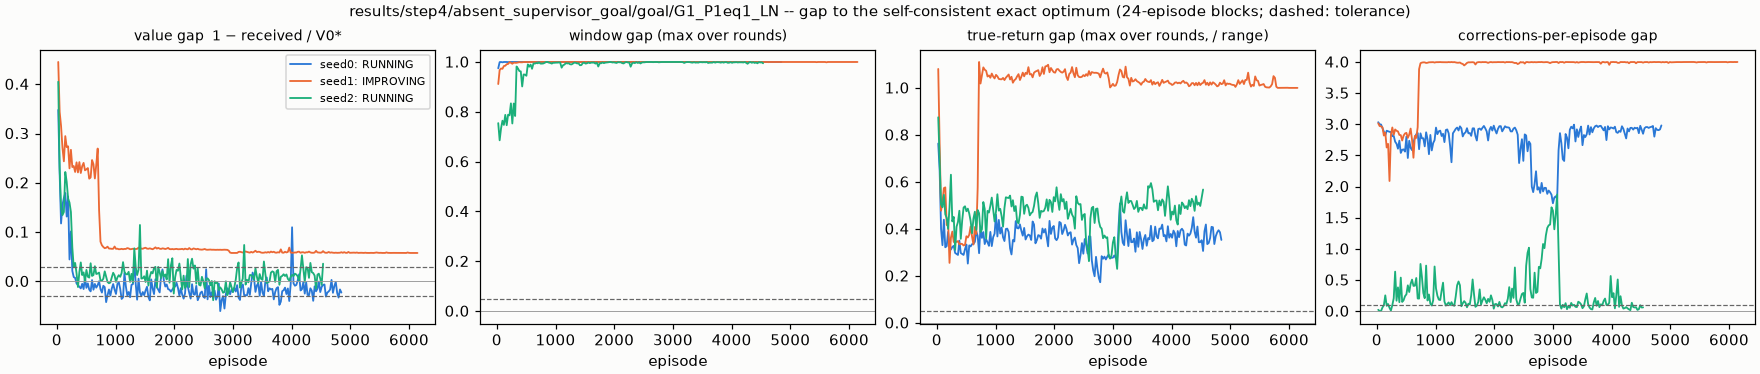 results/step4/absent_supervisor_goal/goal/G1_P1eq1_LN -- gap to the self-consistent exact optimum (24-episode blocks; dashed: tolerance)
value gap 1 − received / V0*
seed0: RUNNING
seed1: IMPROVING
seed2: RUNNING
0.4
0.3
0.2
0.1
0.0
0 1000 2000 3000 4000 5000 6000
episode
window gap (max over rounds)
1.0
0.8
0.6
0.4
0.2
0.0
0 1000 2000 3000 4000 5000 6000
episode
true-return gap (max over rounds, / range)
1.0
0.8
0.6
0.4
0.2
0.0
0 1000 2000 3000 4000 5000 6000
episode
corrections-per-episode gap
4.0
3.5
3.0
2.5
2.0
1.5
1.0
0.5
0.0
0 1000 2000 3000 4000 5000 6000
episode